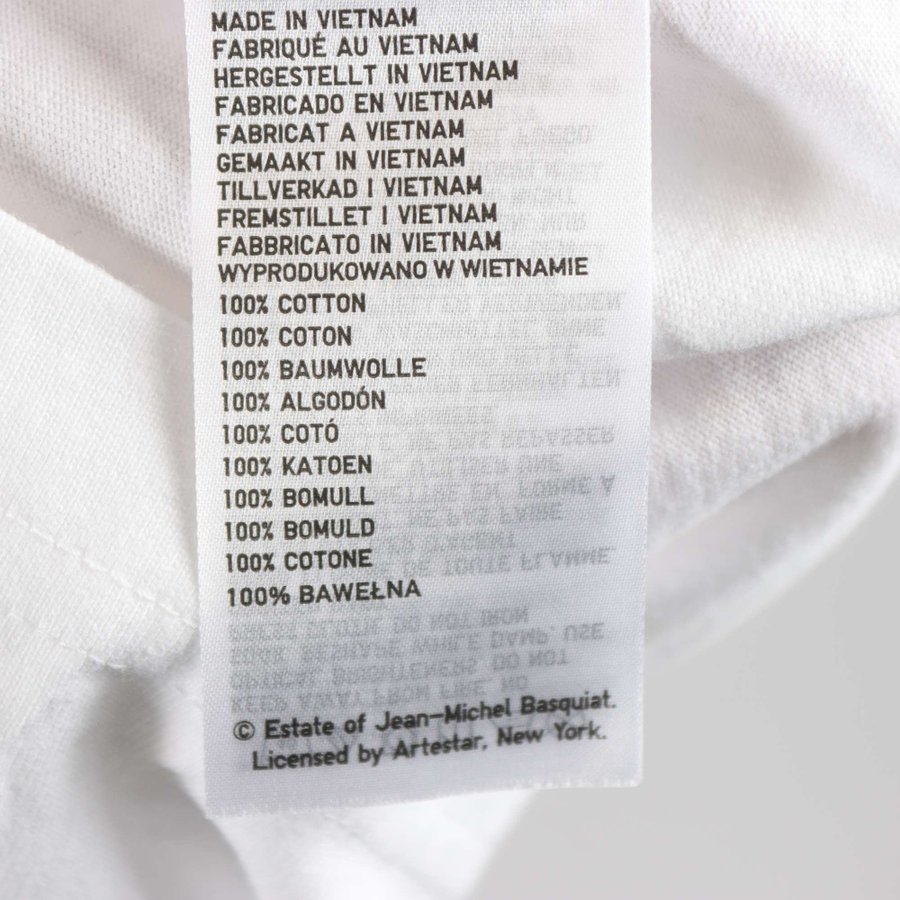 MADE IN VIETNAM
FABRIQUÉ AU VIETNAM
HERGESTELLT IN VIETNAM
FABRICADO EN VIETNAM
FABRICAT A VIETNAM
GEMAAKT IN VIETNAM
TILLVERKAD I VIETNAM
FREMSTILLET I VIETNAM
FABBRICATO IN VIETNAM
WYPRODUKOWANO W WIETNAMIE
100% COTTON
100% COTON
100% BAUMWOLLE
100% ALGODÓN
100% COTÓ
100% KATOEN
100% BOMULL
100% BOMULD
100% COTONE
100% BAWEŁNA
© Estate of Jean-Michel Basquiat.
Licensed by Artestar, New York.